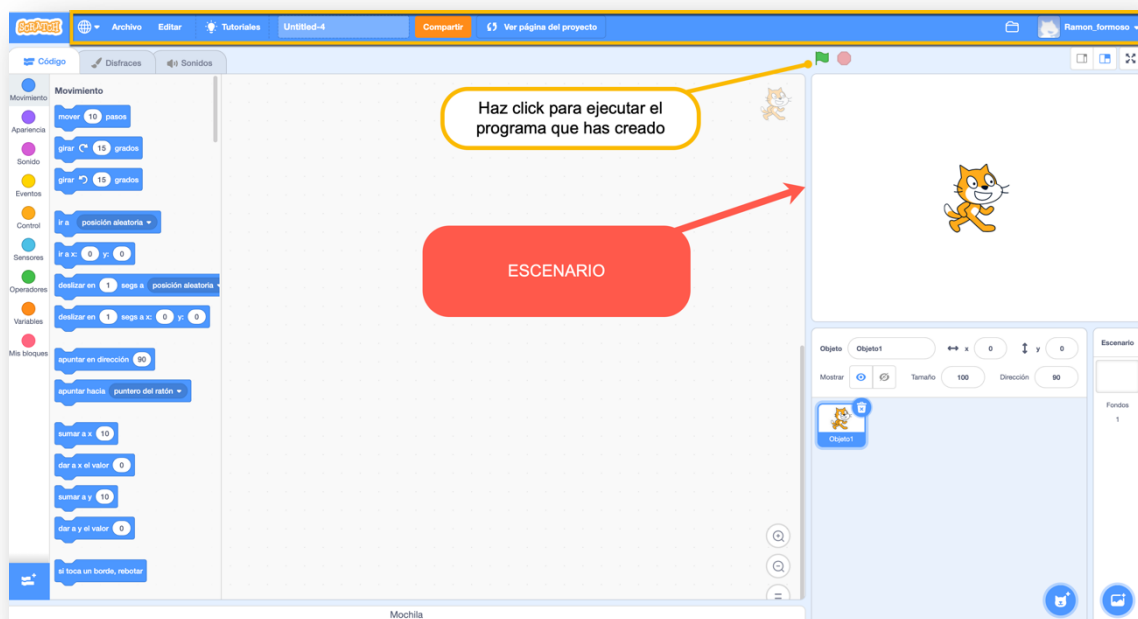 SCRATCH
Archivo
Editar
Tutoriales
Untitled-4
Compartir
Ver página del proyecto
Ramon_formoso
Código
Disfraces
Sonidos
Movimiento
Apariencia
Sonido
Eventos
Control
Sensores
Operadores
Variables
Mis bloques
Movimiento
mover 10 pasos
girar 15 grados
girar 15 grados
ir a posición aleatoria
ir a x: 0 y: 0
deslizar en 1 segs a posición aleatoria
deslizar en 1 segs a x: 0 y: 0
apuntar en dirección 90
apuntar hacia puntero del ratón
sumar a x 10
dar a x el valor 0
sumar a y 10
dar a y el valor 0
si toca un borde, rebotar
Haz click para ejecutar el
programa que has creado
ESCENARIO
Mochila
Objeto Objeto1 x 0 y 0
Mostrar Tamaño 100 Dirección 90
Objeto1
Escenario
Fondos
1